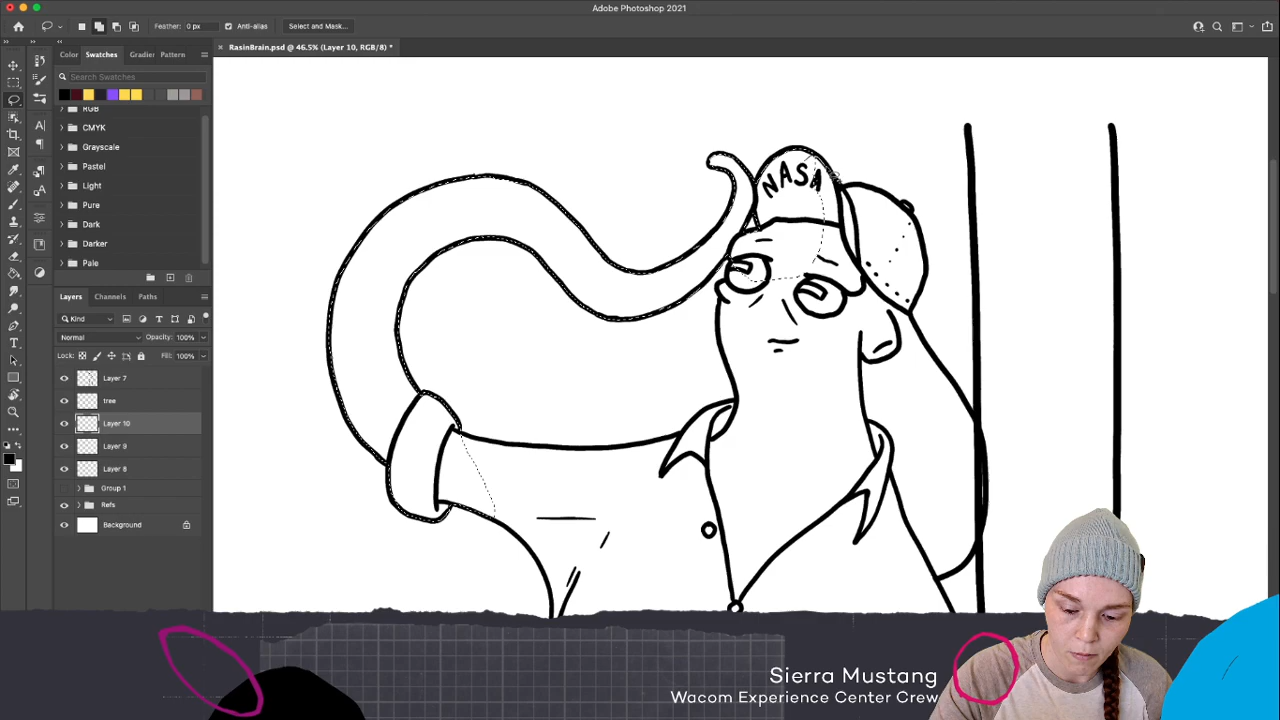 Adobe Photoshop 2021
Feather: 0 px Anti-alias Select and Mask...
RasinBrain.psd @ 46.5% (Layer 10, RGB/8) *
Color Swatches Gradier Pattern
Search Swatches
RGB
CMYK
Grayscale
Pastel
Light
Pure
Dark
Darker
Pale
Layers Channels Paths
Kind
Normal Opacity: 100%
Lock: Fill: 100%
Layer 7
tree
Layer 10
Layer 9
Layer 8
Group 1
Refs
Background
NASA
Sierra Mustang
Wacom Experience Center Crew